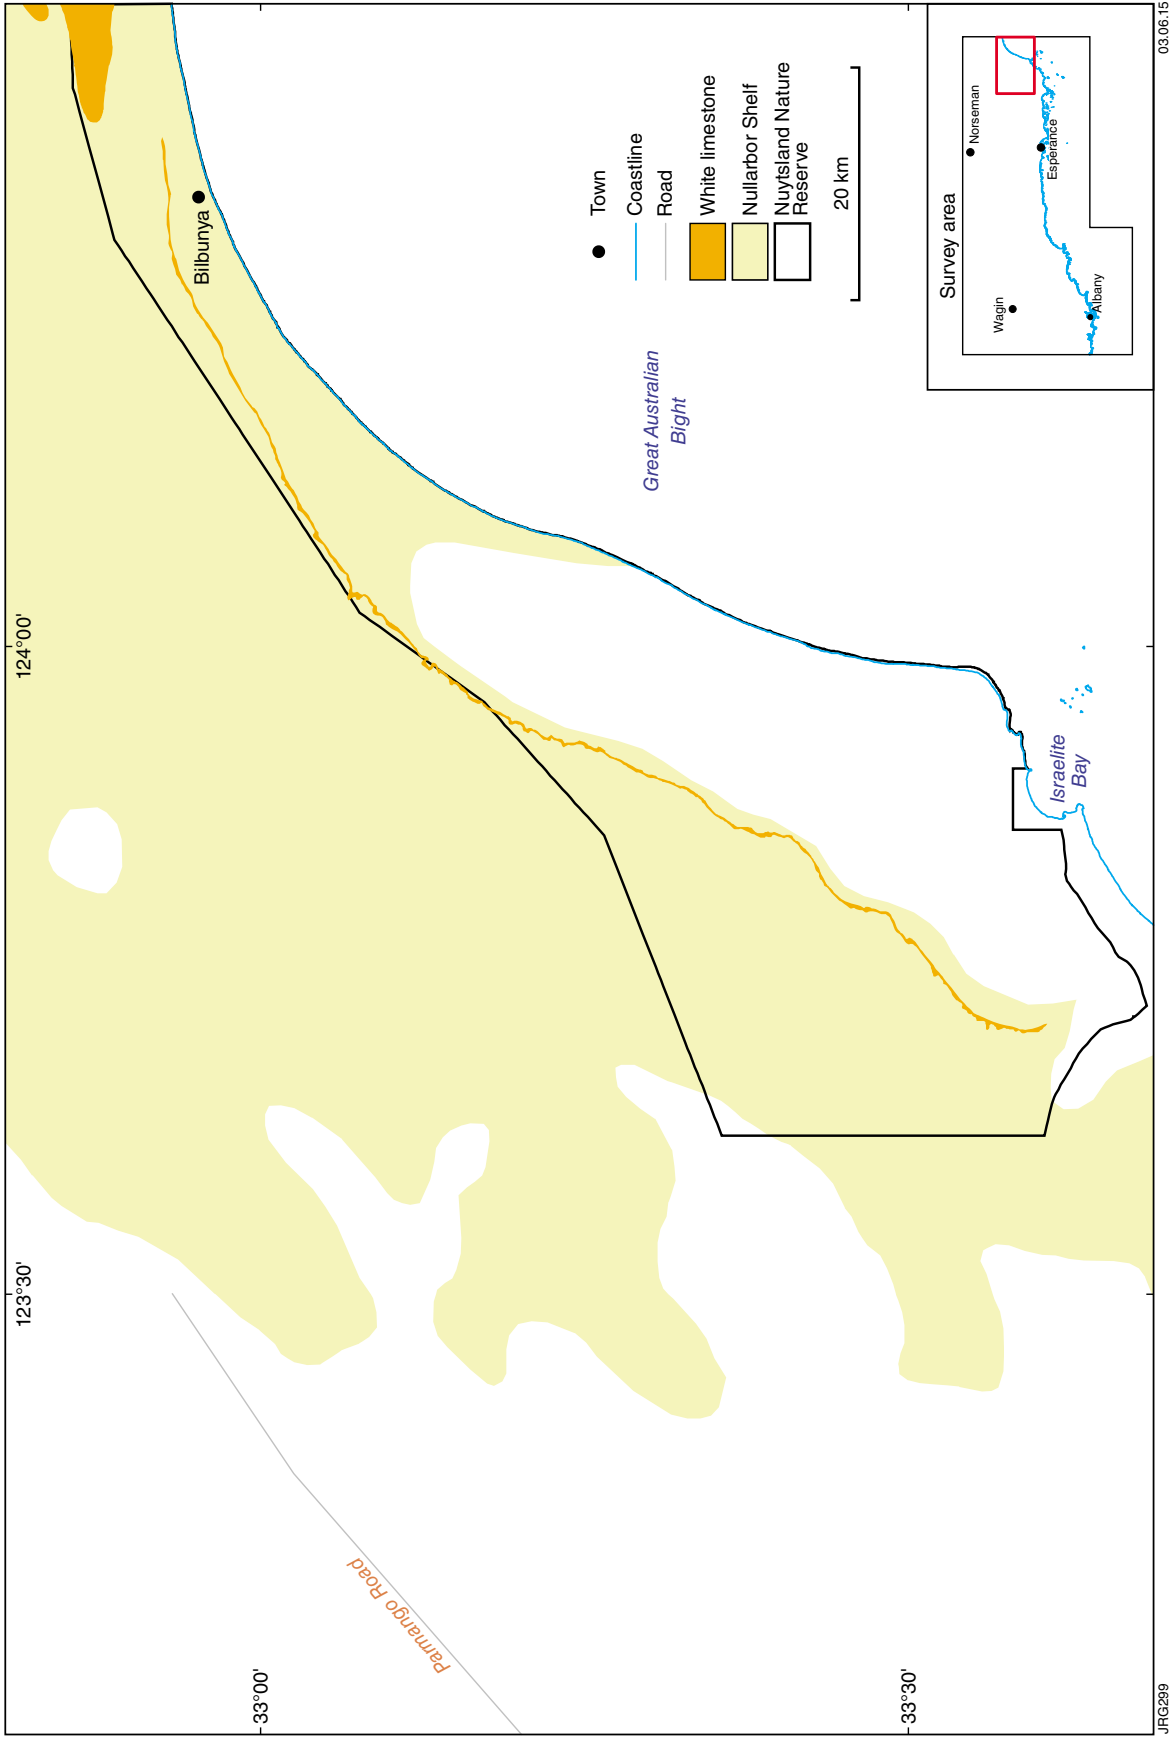 123°30'
124°00'
33°00'
33°30'
Parmango Road
Bilbunya
Great Australian
Bight
Israelite
Bay
Town
Coastline
Road
White limestone
Nullarbor Shelf
Nuytsland Nature
Reserve
20 km
Survey area
Norseman
Wagin
Esperance
Albany
JRG299
03.06.15